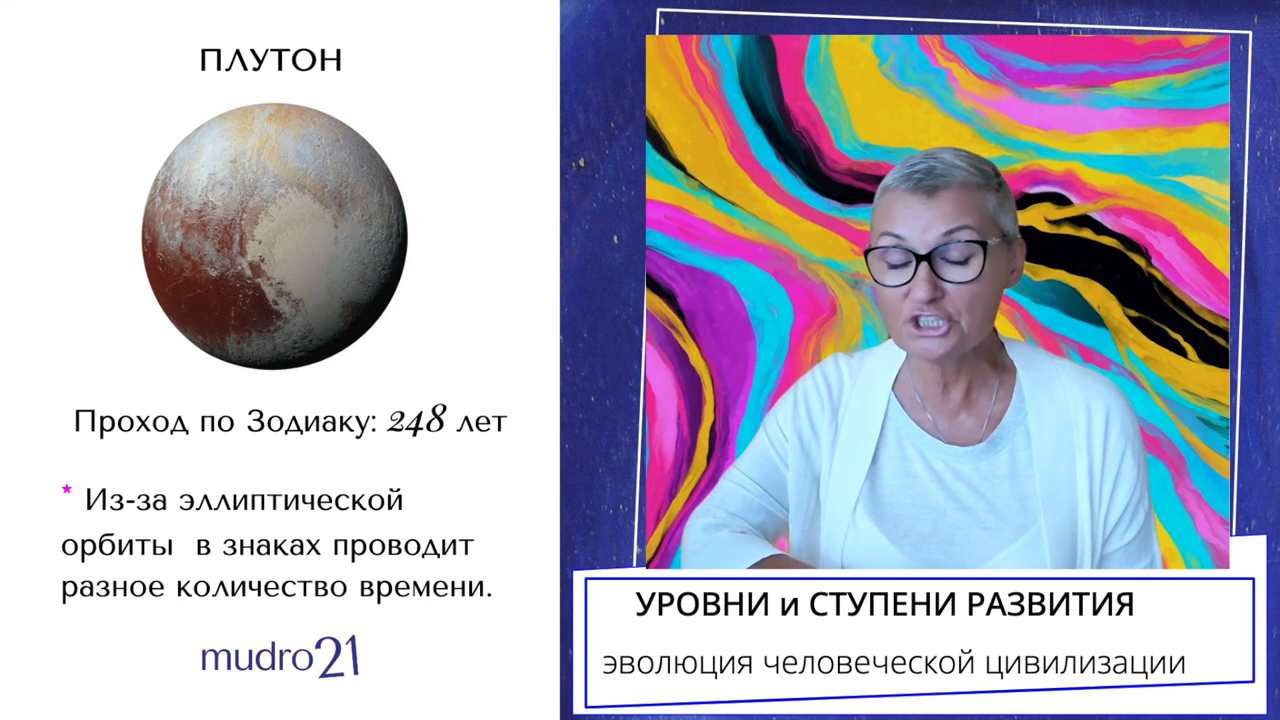 ПЛУТОН
Проход по Зодиаку: 248 лет
* Из-за эллиптической
орбиты в знаках проводит
разное количество времени.
mudro21
УРОВНИ и СТУПЕНИ РАЗВИТИЯ
эволюция человеческой цивилизации